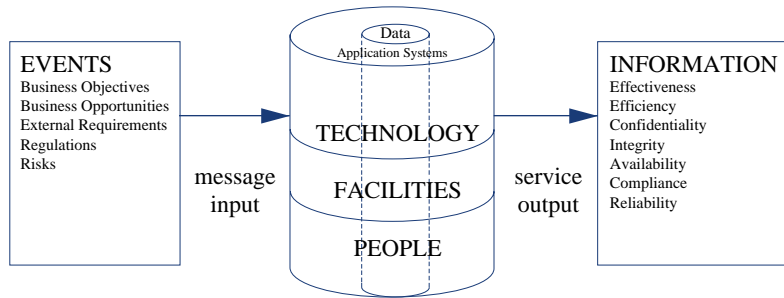 EVENTS
Business Objectives
Business Opportunities
External Requirements
Regulations
Risks
message
input
Data
Application Systems
TECHNOLOGY
FACILITIES
PEOPLE
service
output
INFORMATION
Effectiveness
Efficiency
Confidentiality
Integrity
Availability
Compliance
Reliability